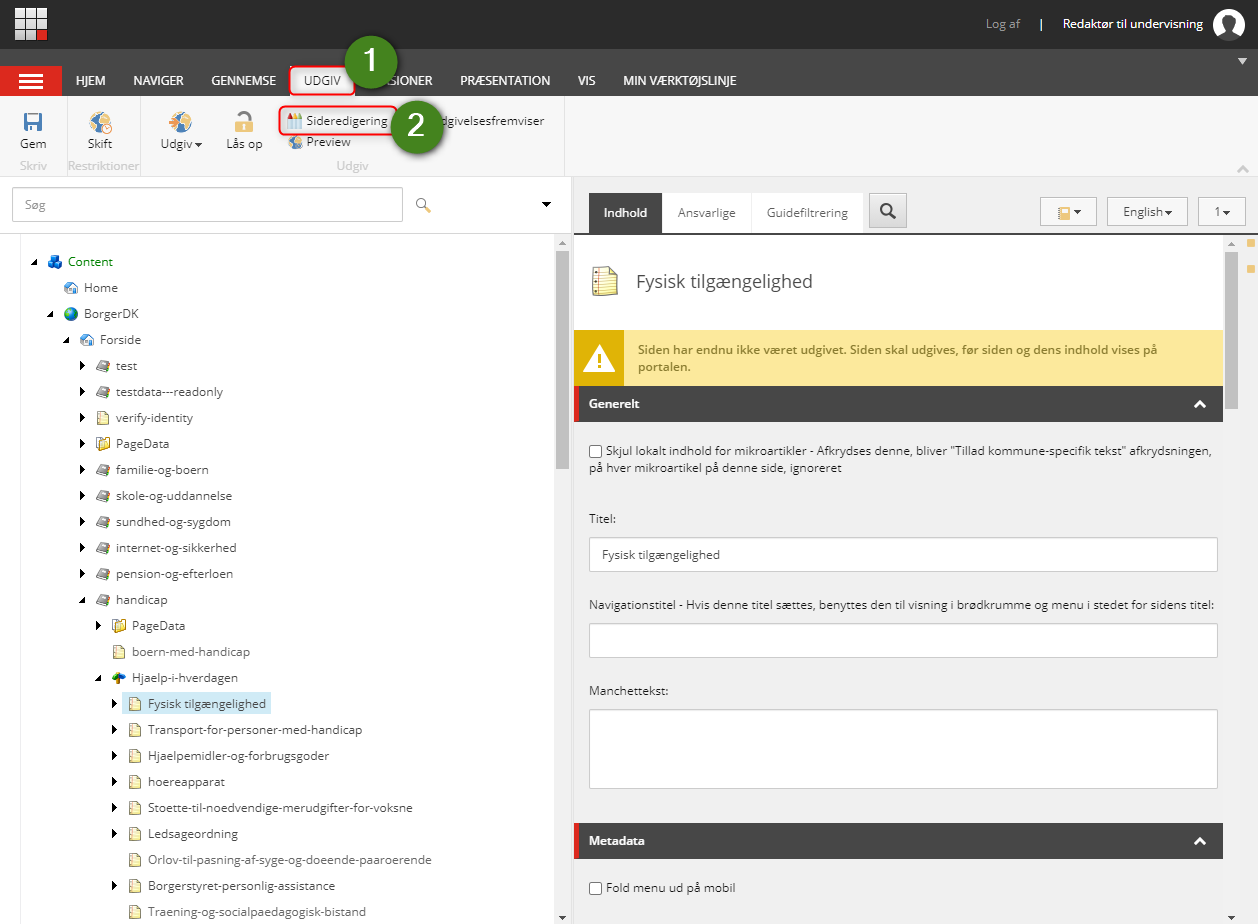 Log af | Redaktør til undervisning
HJEM NAVIGER GENNEMSE UDGIV 1 PRÆSENTATION VIS MIN VÆRKTØJSLINJE
Sideredigering 2
Preview
Gem Skift Udgiv Lås op
Skriv Restriktioner Udgiv
Søg
Indhold Ansvarlige Guidefiltrering English 1
Content
Home
BorgerDK
Forside
test
testdata---readonly
verify-identity
PageData
familie-og-boern
skole-og-uddannelse
sundhed-og-sygdom
internet-og-sikkerhed
pension-og-efterloen
handicap
PageData
boern-med-handicap
Hjaelp-i-hverdagen
Fysisk tilgængelighed
Transport-for-personer-med-handicap
Hjaelpemidler-og-forbrugsgoder
hoereapparat
Stoette-til-noedvendige-merudgifter-for-voksne
Ledsageordning
Orlov-til-pasning-af-syge-og-doeende-paaroerende
Borgerstyret-personlig-assistance
Traening-og-socialpaedagogisk-bistand
Fysisk tilgængelighed
Siden har endnu ikke været udgivet. Siden skal udgives, før siden og dens indhold vises på
portalen.
Generelt
Skjul lokalt indhold for mikroartikler - Afkrydses denne, bliver "Tillad kommune-specifik tekst" afkrydsningen,
på hver mikroartikel på denne side, ignoreret
Titel:
Fysisk tilgængelighed
Navigationstitel - Hvis denne titel sættes, benyttes den til visning i brødkrumme og menu i stedet for sidens titel:
Manchettekst:
Metadata
Fold menu ud på mobil